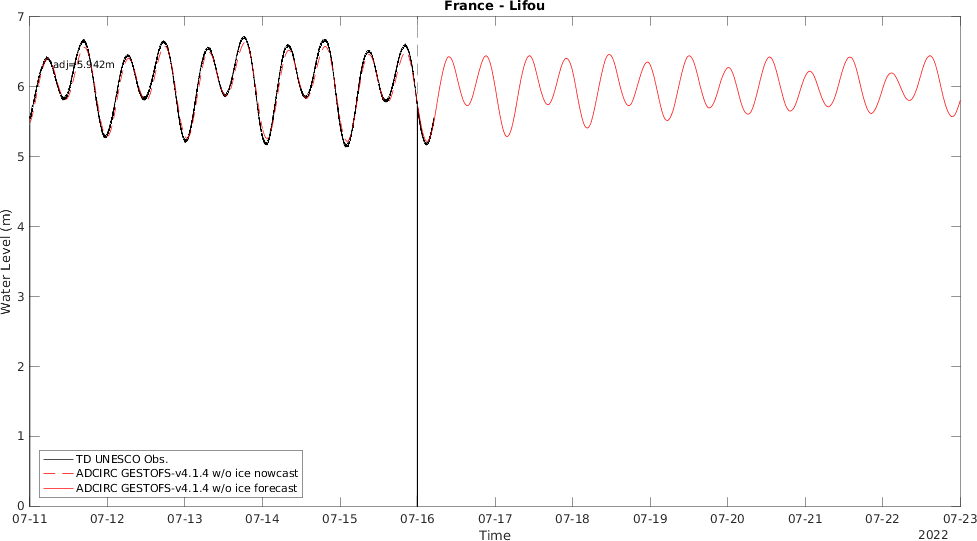 France - Lifou
7
6
5
4
3
2
1
0
Water Level (m)
adj=5.942m
TD UNESCO Obs.
ADCIRC GESTOFS-v4.1.4 w/o ice nowcast
ADCIRC GESTOFS-v4.1.4 w/o ice forecast
07-11 07-12 07-13 07-14 07-15 07-16 07-17 07-18 07-19 07-20 07-21 07-22 07-23
Time
2022